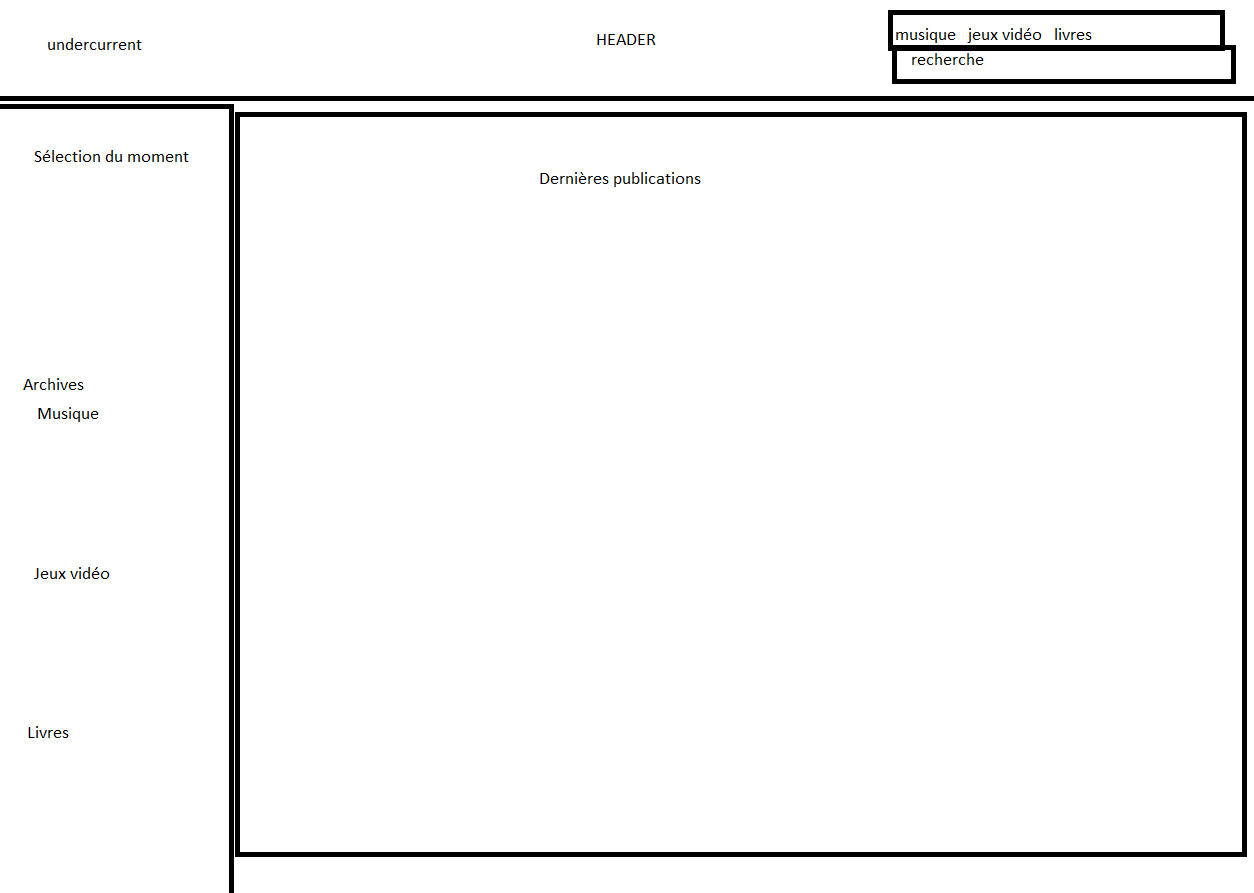 undercurrent
HEADER
musique jeux vidéo livres
recherche
Sélection du moment
Dernières publications
Archives
Musique
Jeux vidéo
Livres